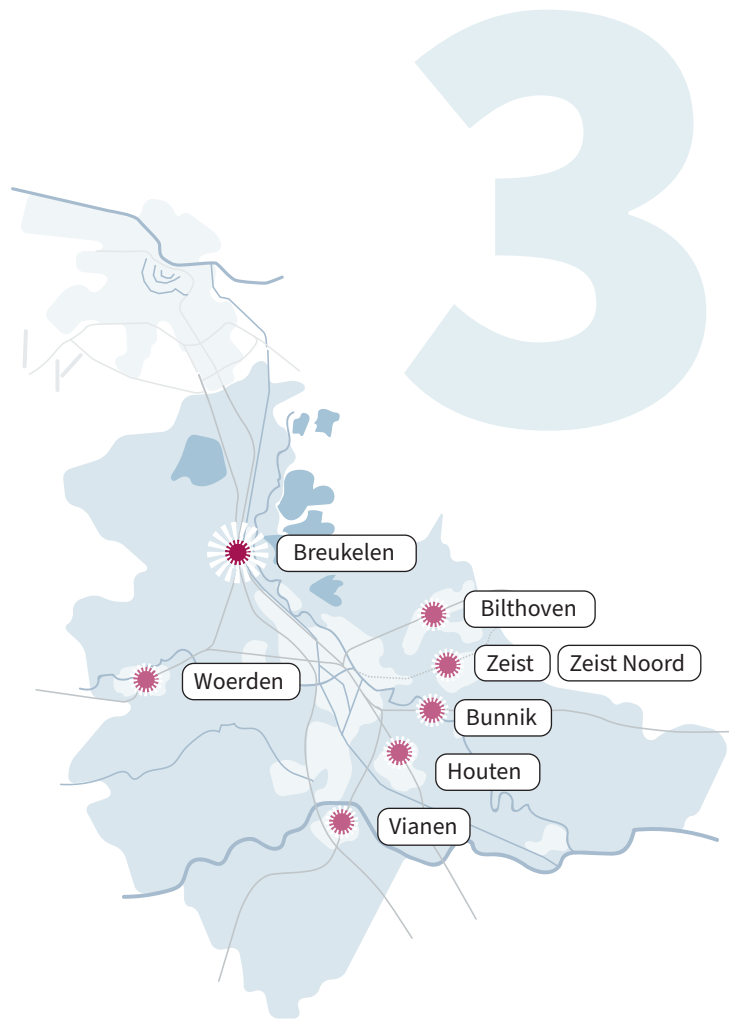 3
Breukelen
Bilthoven
Zeist
Zeist Noord
Woerden
Bunnik
Houten
Vianen